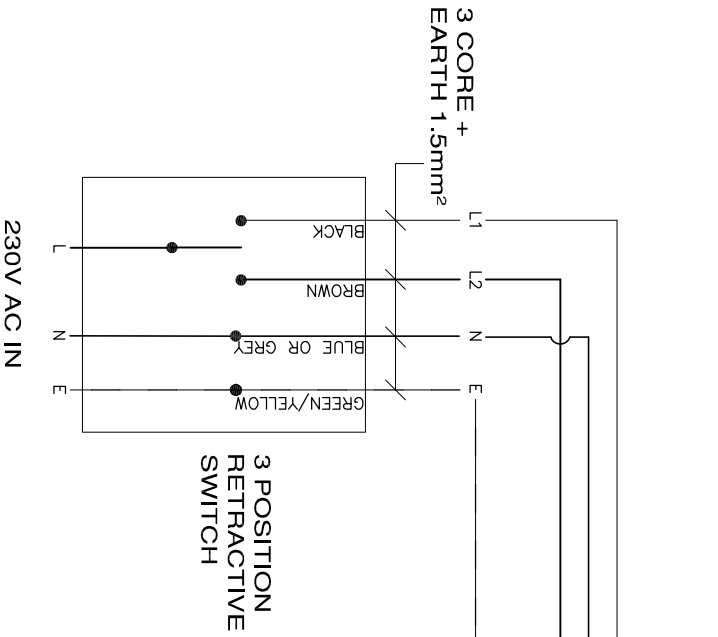 3 CORE +
EARTH 1.5mm²
L1
BLACK
L
L2
BROWN
N
BLUE OR GREY
N
E
GREEN/YELLOW
E
230V AC IN
3 POSITION
RETRACTIVE
SWITCH